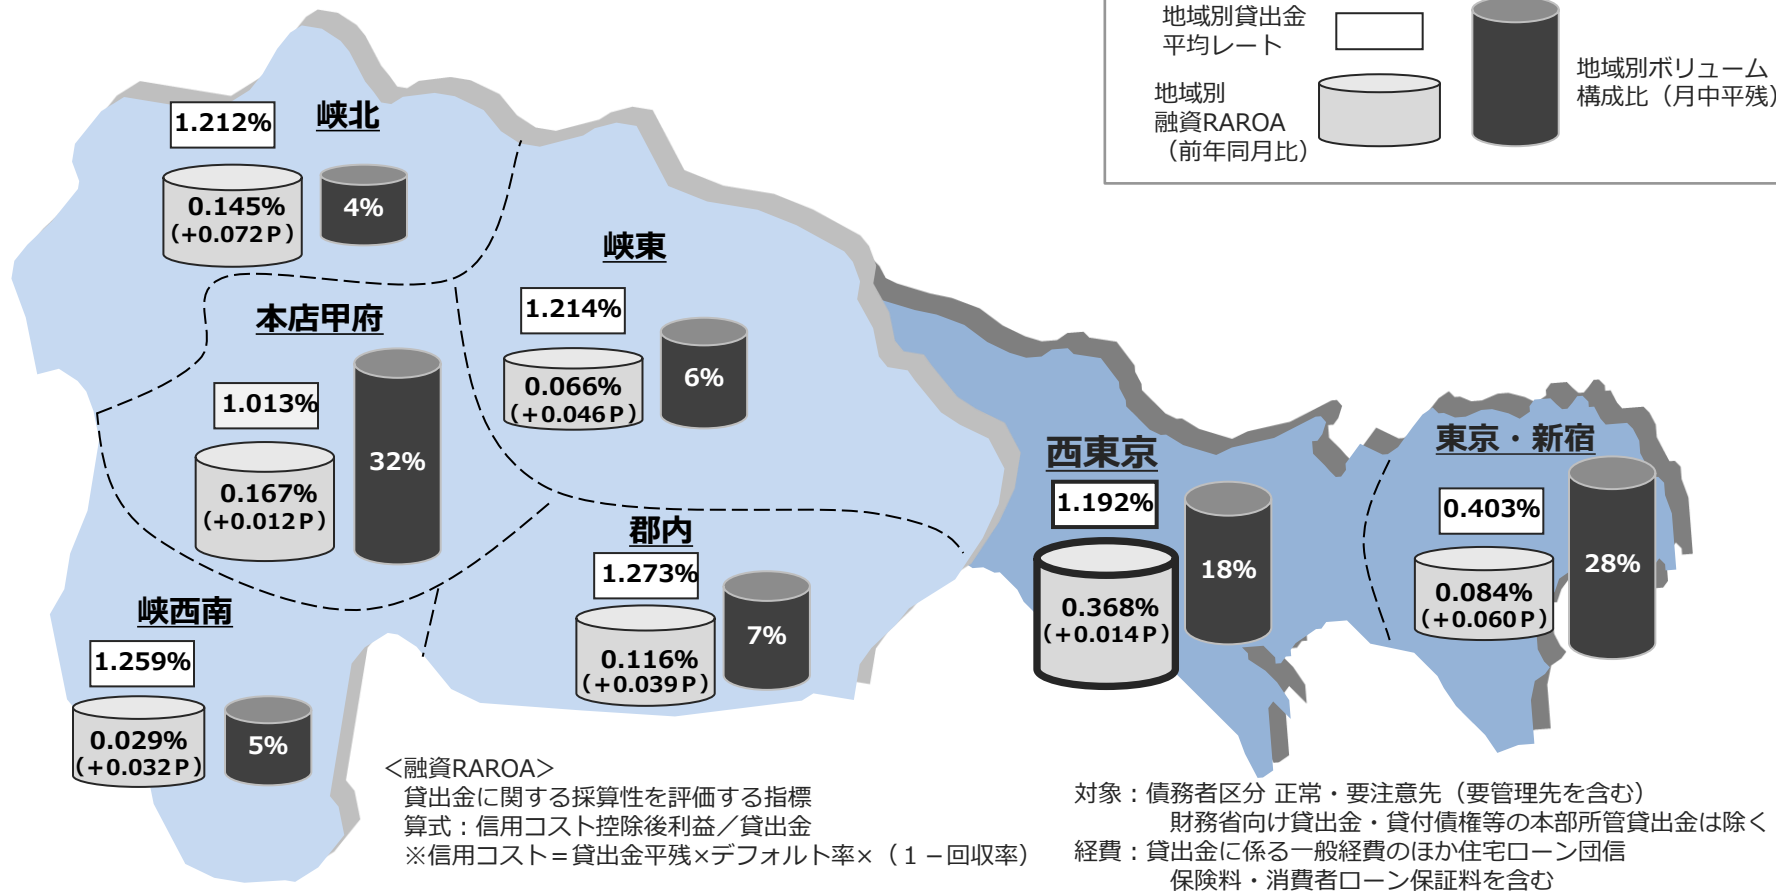 地域別貸出金
平均レート
地域別
融資RAROA
（前年同月比）
地域別ボリューム
構成比（月中平残）
峡北
1.212%
0.145%
（+0.072Ｐ）
4%
峡東
1.214%
0.066%
（+0.046Ｐ）
6%
本店甲府
1.013%
0.167%
（+0.012Ｐ）
32%
郡内
1.273%
0.116%
（+0.039Ｐ）
7%
峡西南
1.259%
0.029%
（+0.032Ｐ）
5%
西東京
1.192%
0.368%
（+0.014Ｐ）
18%
東京・新宿
0.403%
0.084%
（+0.060Ｐ）
28%
＜融資RAROA＞
貸出金に関する採算性を評価する指標
算式：信用コスト控除後利益／貸出金
※信用コスト＝貸出金平残×デフォルト率×（１－回収率）
対象：債務者区分 正常・要注意先（要管理先を含む）
財務省向け貸出金・貸付債権等の本部所管貸出金は除く
経費：貸出金に係る一般経費のほか住宅ローン団信
保険料・消費者ローン保証料を含む